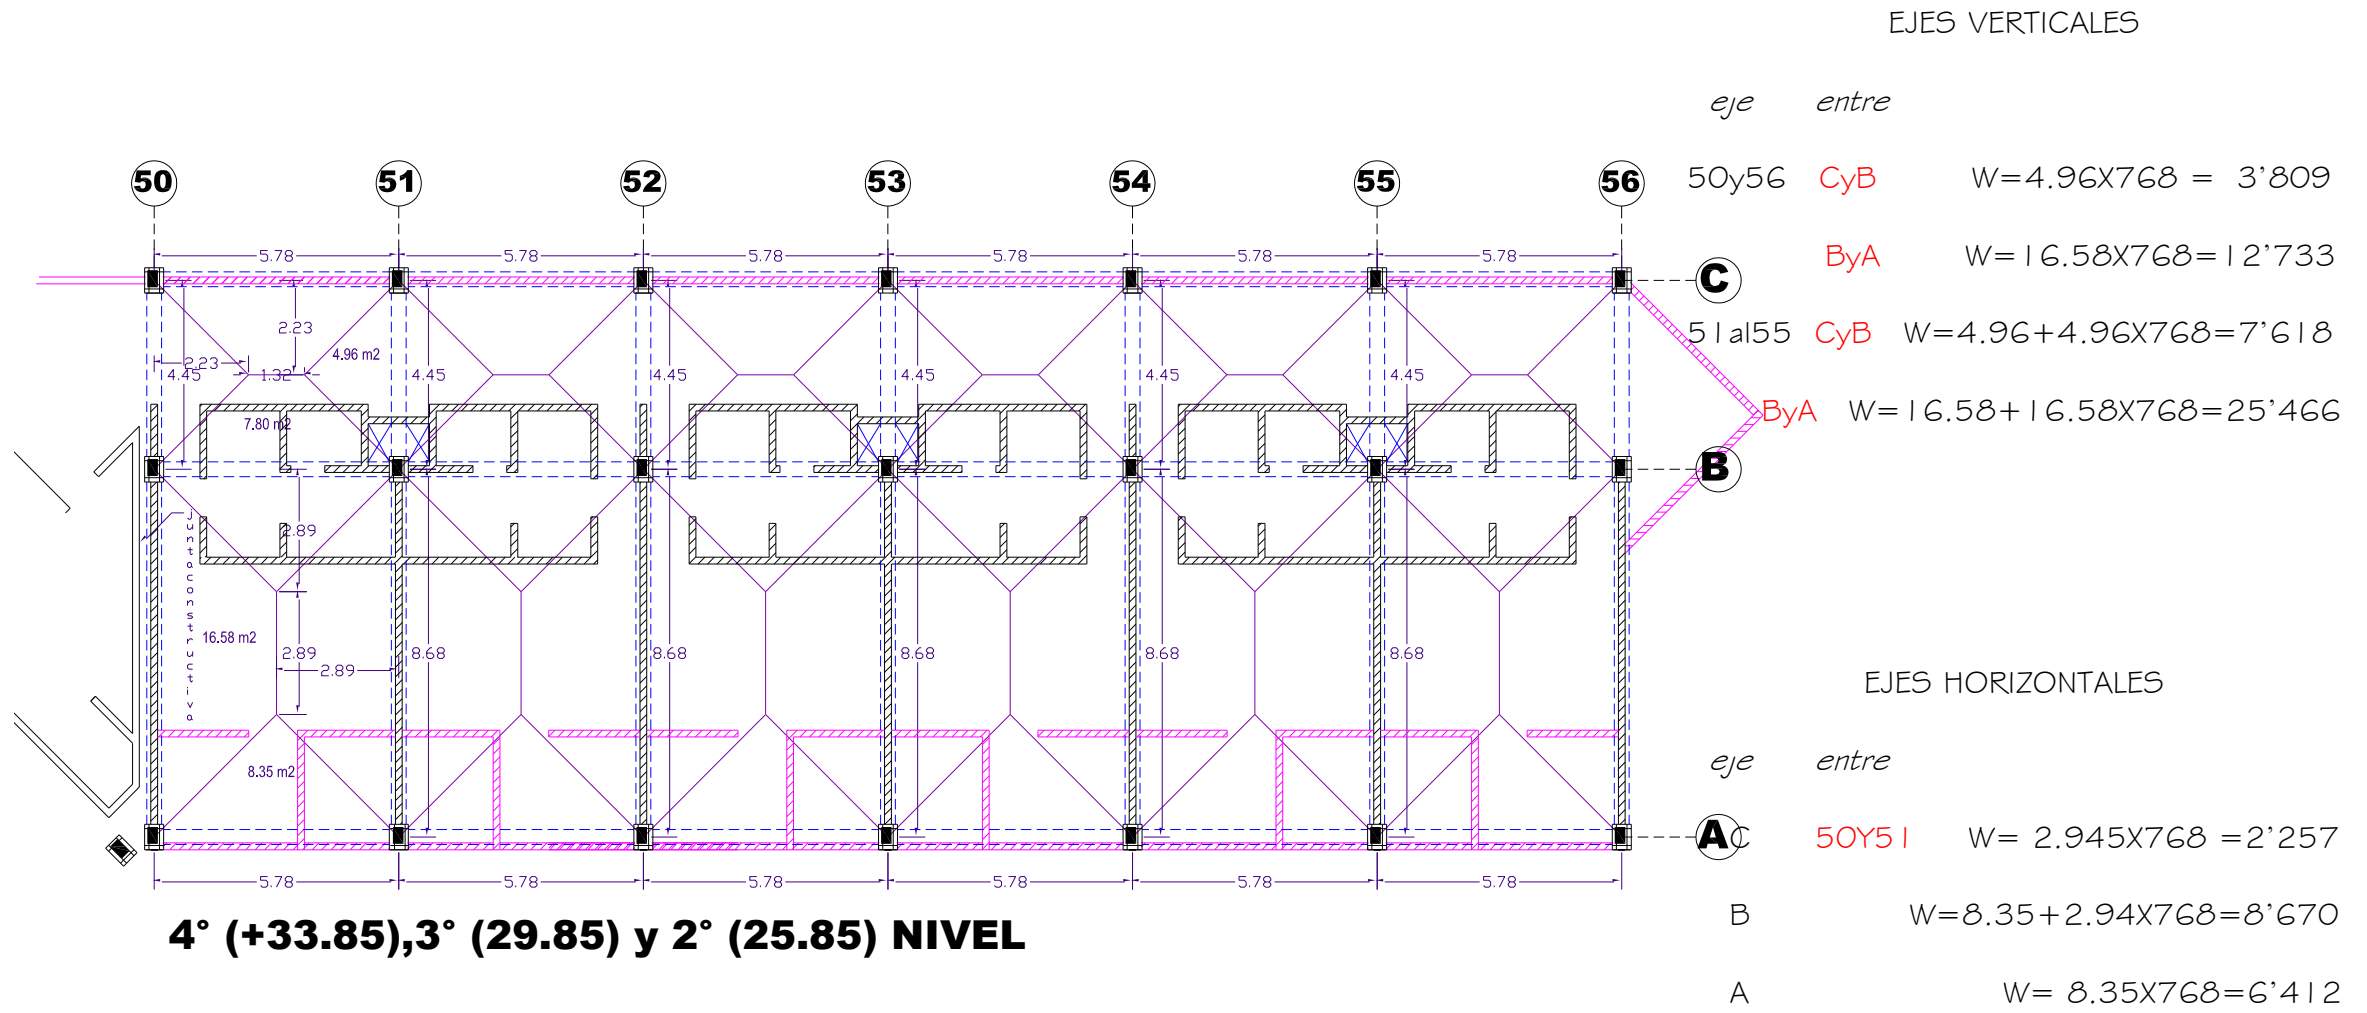 EJES VERTICALES
eje entre
50y56 CyB W=4.96X768 = 3'809
ByA W=16.58X768=12'733
51al55 CyB W=4.96+4.96X768=7'618
ByA W=16.58+16.58X768=25'466
50 51 52 53 54 55 56
5.78 5.78 5.78 5.78 5.78 5.78
C
2.23
4.96 m2
2.23
4.45 1.32 4.45 4.45 4.45 4.45 4.45
7.80 m2
B
2.89
juntaconstructiva
16.58 m2
2.89 8.68 8.68 8.68 8.68 8.68
2.89
8.35 m2
A
5.78 5.78 5.78 5.78 5.78 5.78
4° (+33.85),3° (29.85) y 2° (25.85) NIVEL
EJES HORIZONTALES
eje entre
C 50Y51 W= 2.945X768 =2'257
B W=8.35+2.94X768=8'670
A W= 8.35X768=6'412